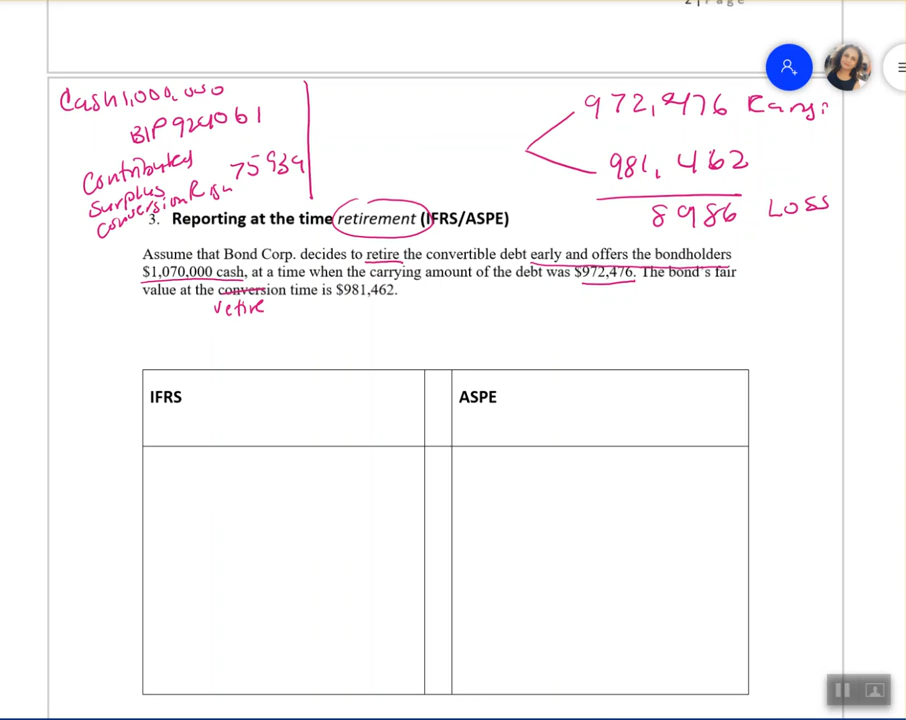 2 | P a g e
Cash 1,000,000
BIP 924061
Contributed
Surplus
Conversion Rgn 75939
972,476
981,462
8986 Loss
3. Reporting at the time retirement (IFRS/ASPE)
Assume that Bond Corp. decides to retire the convertible debt early and offers the bondholders
$1,070,000 cash, at a time when the carrying amount of the debt was $972,476. The bond's fair
value at the conversion time is $981,462.
retire
IFRS ASPE